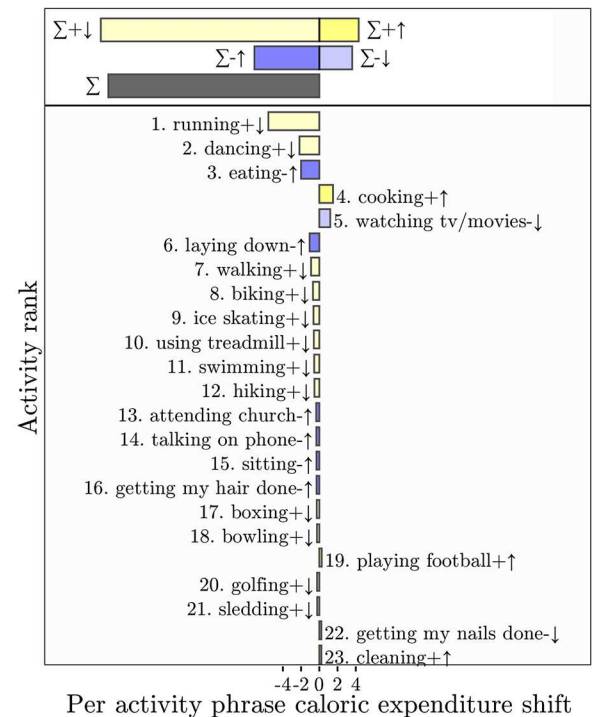 Σ+↓ Σ+↑
Σ-↑ Σ-↓
Σ
1. running+↓
2. dancing+↓
3. eating-↑
4. cooking+↑
5. watching tv/movies-↓
6. laying down-↑
7. walking+↓
8. biking+↓
9. ice skating+↓
10. using treadmill+↓
11. swimming+↓
12. hiking+↓
13. attending church-↑
14. talking on phone-↑
15. sitting-↑
16. getting my hair done-↑
17. boxing+↓
18. bowling+↓
19. playing football+↑
20. golfing+↓
21. sledding+↓
22. getting my nails done-↓
23. cleaning+↑
Activity rank
-4 -2 0 2 4
Per activity phrase caloric expenditure shift